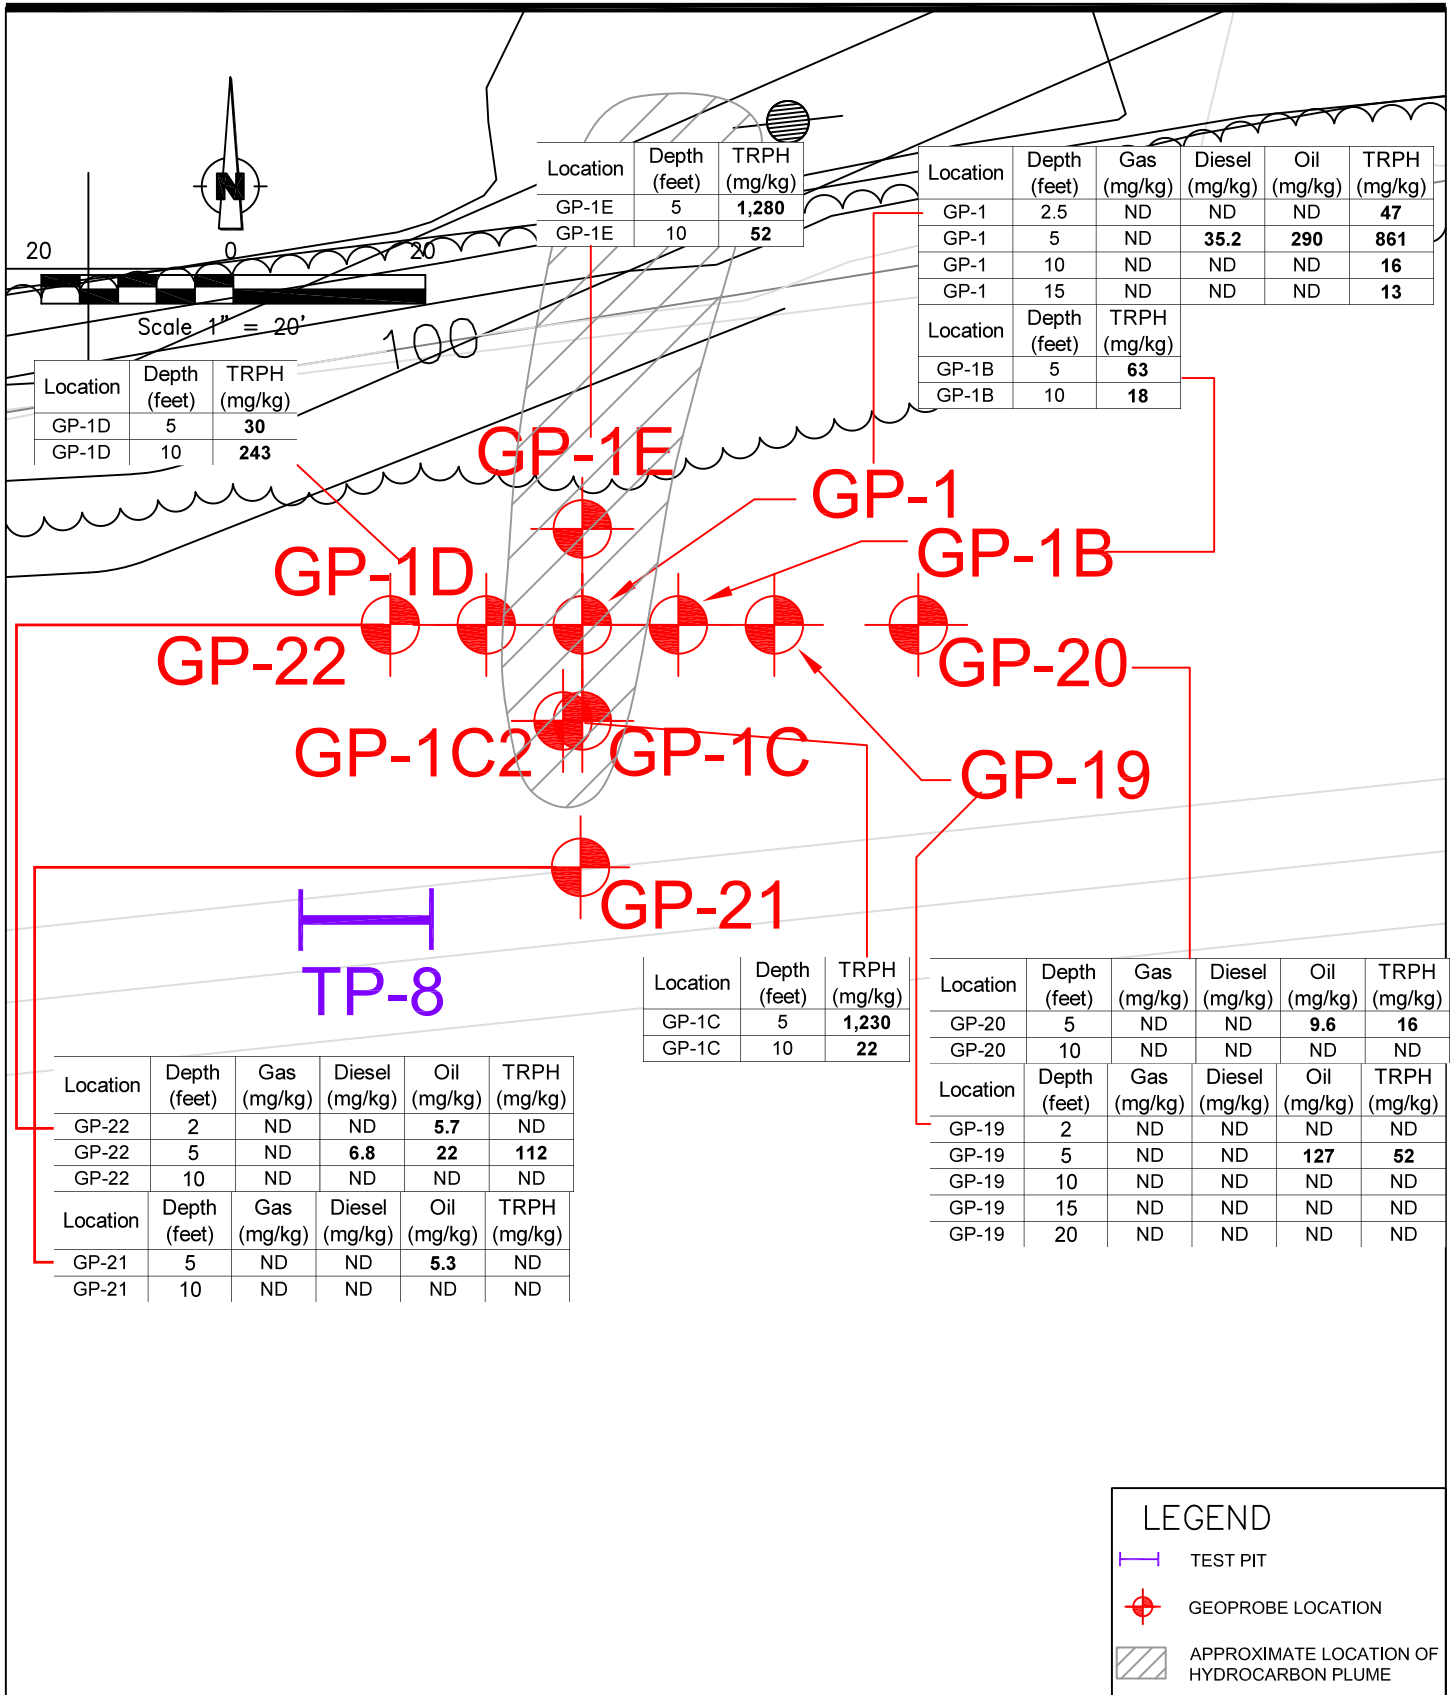 N
20 0 20
Scale 1" = 20'
100
Location Depth (feet) TRPH (mg/kg)
GP-1E 5 1,280
GP-1E 10 52
Location Depth (feet) Gas (mg/kg) Diesel (mg/kg) Oil (mg/kg) TRPH (mg/kg)
GP-1 2.5 ND ND ND 47
GP-1 5 ND 35.2 290 861
GP-1 10 ND ND ND 16
GP-1 15 ND ND ND 13
Location Depth (feet) TRPH (mg/kg)
GP-1B 5 63
GP-1B 10 18
Location Depth (feet) TRPH (mg/kg)
GP-1D 5 30
GP-1D 10 243
GP-1E
GP-1
GP-1B
GP-1D
GP-22
GP-20
GP-1C2
GP-1C
GP-19
GP-21
TP-8
Location Depth (feet) TRPH (mg/kg)
GP-1C 5 1,230
GP-1C 10 22
Location Depth (feet) Gas (mg/kg) Diesel (mg/kg) Oil (mg/kg) TRPH (mg/kg)
GP-20 5 ND ND 9.6 16
GP-20 10 ND ND ND ND
Location Depth (feet) Gas (mg/kg) Diesel (mg/kg) Oil (mg/kg) TRPH (mg/kg)
GP-19 2 ND ND ND ND
GP-19 5 ND ND 127 52
GP-19 10 ND ND ND ND
GP-19 15 ND ND ND ND
GP-19 20 ND ND ND ND
Location Depth (feet) Gas (mg/kg) Diesel (mg/kg) Oil (mg/kg) TRPH (mg/kg)
GP-22 2 ND ND 5.7 ND
GP-22 5 ND 6.8 22 112
GP-22 10 ND ND ND ND
Location Depth (feet) Gas (mg/kg) Diesel (mg/kg) Oil (mg/kg) TRPH (mg/kg)
GP-21 5 ND ND 5.3 ND
GP-21 10 ND ND ND ND
LEGEND
TEST PIT
GEOPROBE LOCATION
APPROXIMATE LOCATION OF
HYDROCARBON PLUME